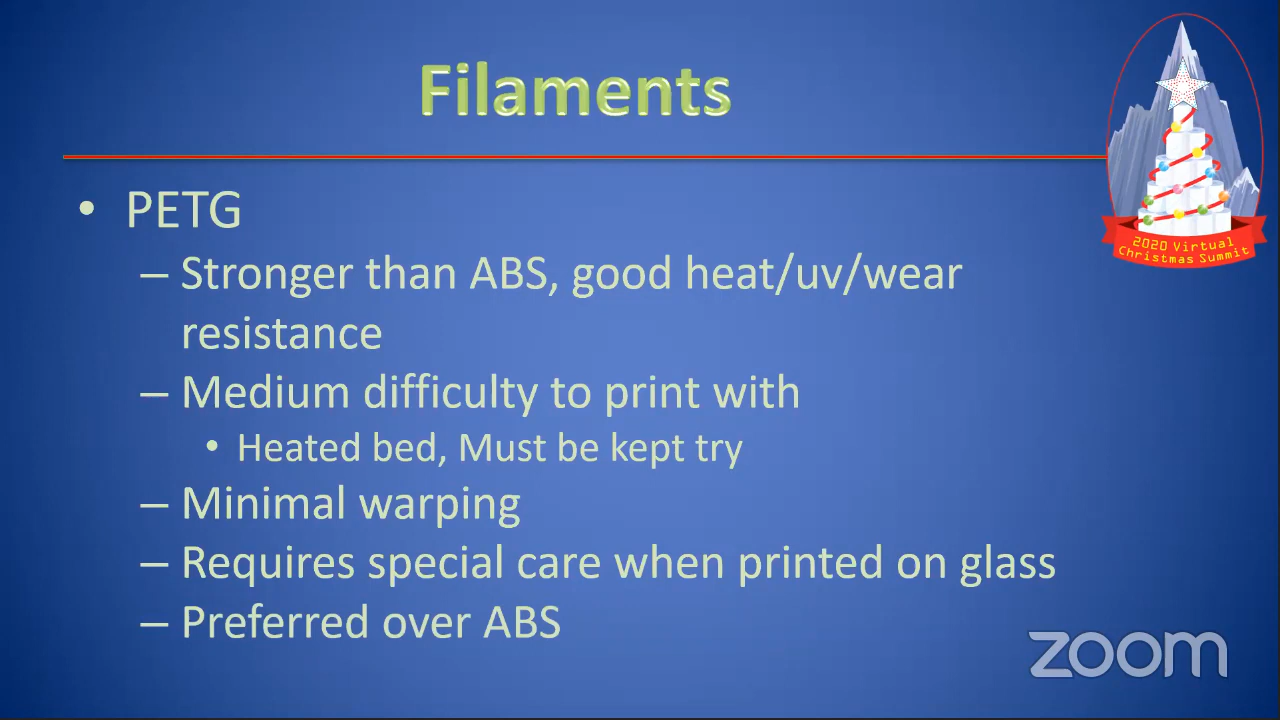 Filaments
2020 Virtual
Christmas Summit
• PETG
– Stronger than ABS, good heat/uv/wear
resistance
– Medium difficulty to print with
• Heated bed, Must be kept try
– Minimal warping
– Requires special care when printed on glass
– Preferred over ABS
zoom